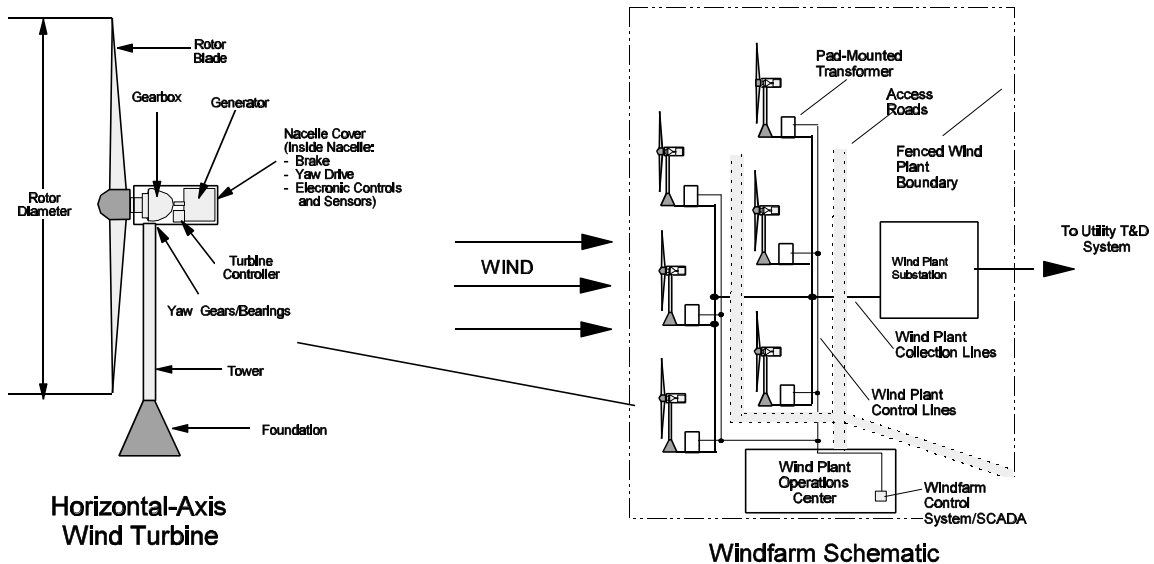 Rotor
Blade
Gearbox
Generator
Nacelle Cover
(Inside Nacelle:
- Brake
- Yaw Drive
- Elecronic Controls
and Sensors)
Rotor
Diameter
Turbine
Controller
Yaw Gears/Bearings
Tower
Foundation
Horizontal-Axis
Wind Turbine
WIND
Pad-Mounted
Transformer
Access
Roads
Fenced Wind
Plant
Boundary
To Utility T&D
System
Wind Plant
Substation
Wind Plant
Collection Lines
Wind Plant
Control Lines
Wind Plant
Operations
Center
Windfarm
Control
System/SCADA
Windfarm Schematic